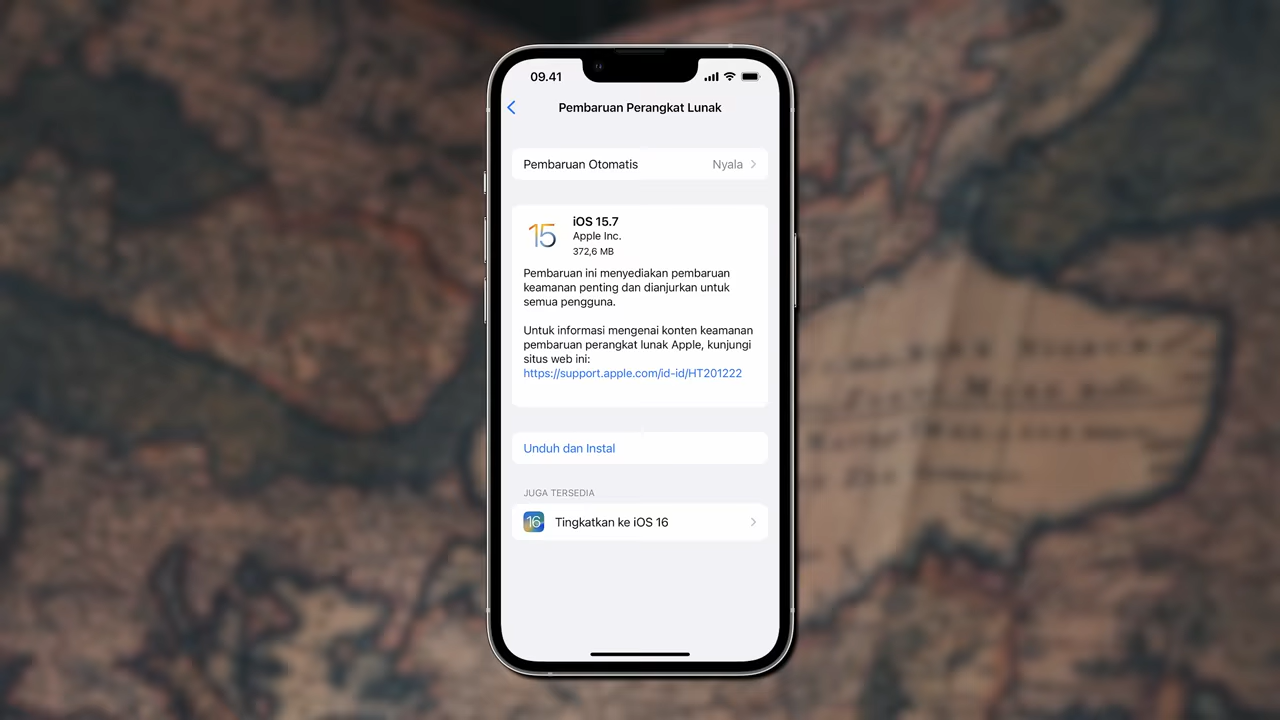 09.41
Pembaruan Perangkat Lunak
Pembaruan Otomatis Nyala
15
iOS 15.7
Apple Inc.
372,6 MB
Pembaruan ini menyediakan pembaruan
keamanan penting dan dianjurkan untuk
semua pengguna.
Untuk informasi mengenai konten keamanan
pembaruan perangkat lunak Apple, kunjungi
situs web ini:
https://support.apple.com/id-id/HT201222
Unduh dan Instal
JUGA TERSEDIA
16 Tingkatkan ke iOS 16